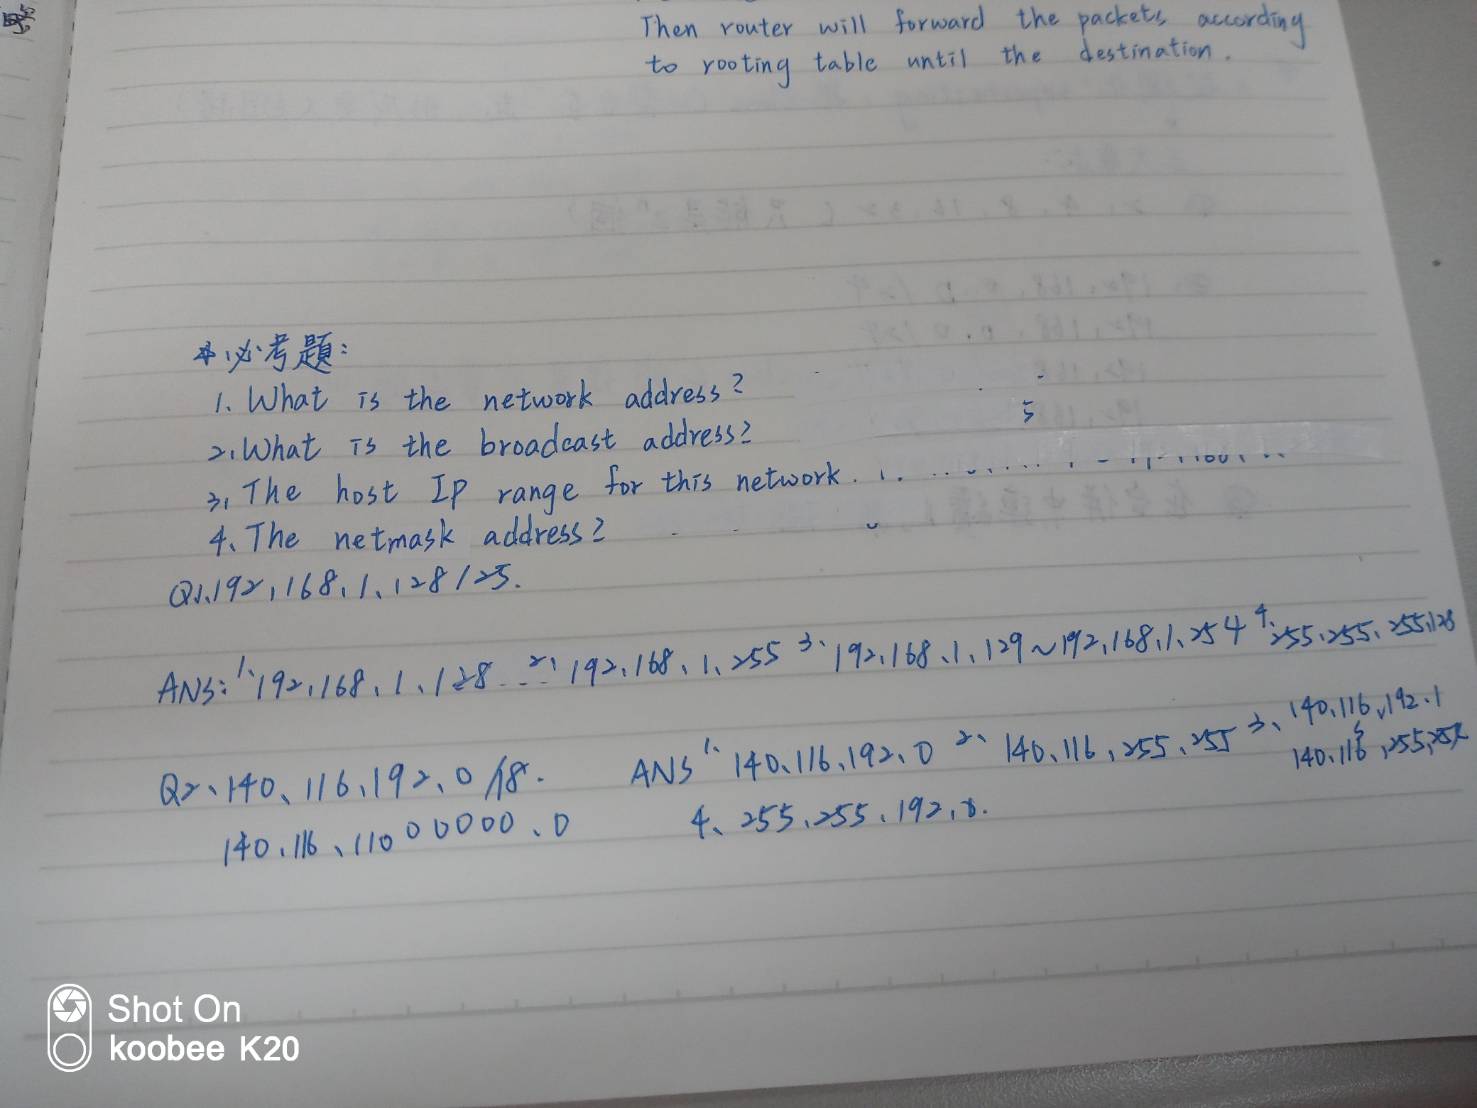 Then router will forward the packets according
to rooting table until the destination.
必考題:
1. What is the network address?
2. What is the broadcast address?
5
3. The host IP range for this network.
4. The netmask address?
Q1. 192.168.1.128/25.
ANS: 1. 192.168.1.128 2. 192.168.1.255 3. 192.168.1.129~192.168.1.254 4. 255.255.255.128
Q2. 140.116.192.0/18. ANS 1. 140.116.192.0 2. 140.116.255.255 3. 140.116.192.1
140.116.255.254
140.116.11000000.0 4. 255.255.192.0.
Shot On
koobee K20